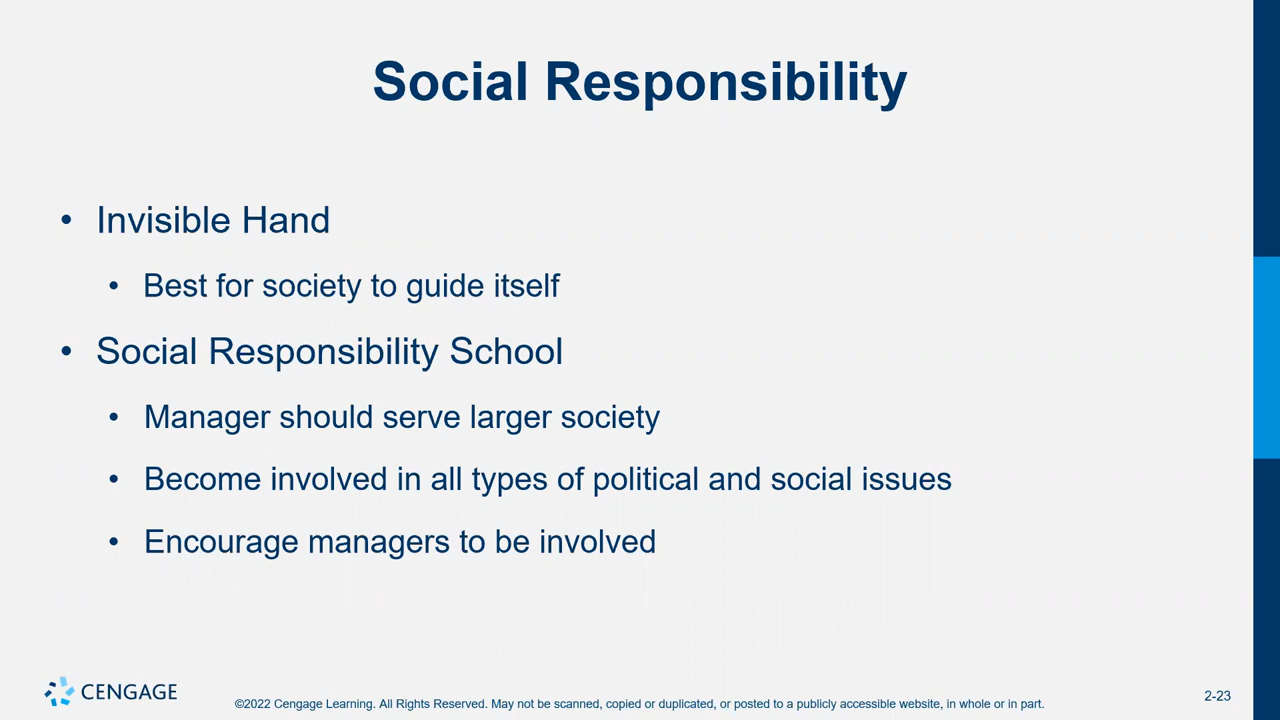 Social Responsibility
• Invisible Hand
• Best for society to guide itself
• Social Responsibility School
• Manager should serve larger society
• Become involved in all types of political and social issues
• Encourage managers to be involved
CENGAGE
©2022 Cengage Learning. All Rights Reserved. May not be scanned, copied or duplicated, or posted to a publicly accessible website, in whole or in part.
2-23